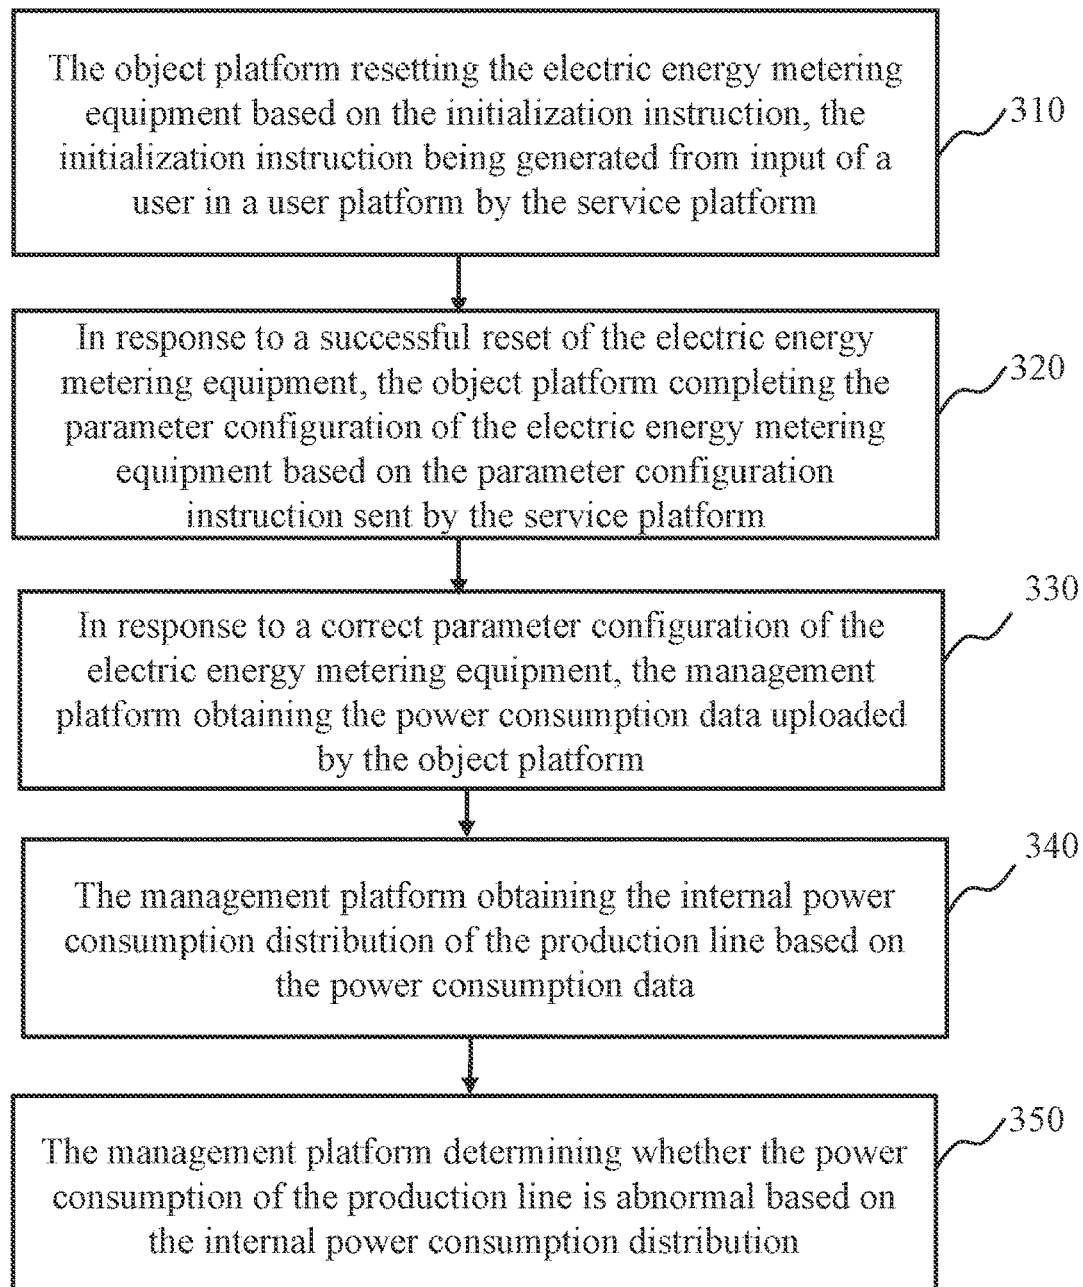 The object platform resetting the electric energy metering
equipment based on the initialization instruction, the
initialization instruction being generated from input of a
user in a user platform by the service platform
310
In response to a successful reset of the electric energy
metering equipment, the object platform completing the
parameter configuration of the electric energy metering
equipment based on the parameter configuration
instruction sent by the service platform
320
In response to a correct parameter configuration of the
electric energy metering equipment, the management
platform obtaining the power consumption data uploaded
by the object platform
330
The management platform obtaining the internal power
consumption distribution of the production line based on
the power consumption data
340
The management platform determining whether the power
consumption of the production line is abnormal based on
the internal power consumption distribution
350